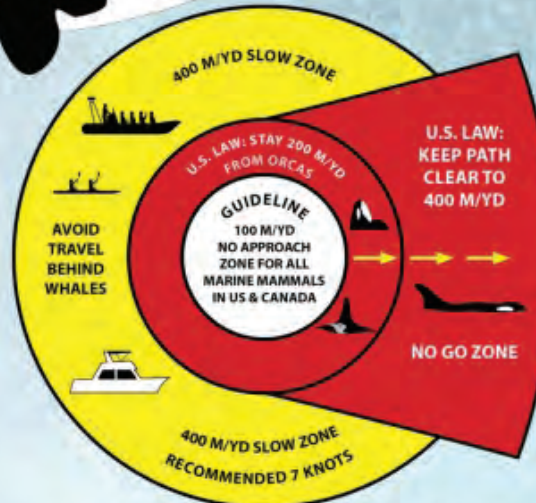 400 M/YD SLOW ZONE
U.S. LAW: STAY 200 M/YD
FROM ORCAS
GUIDELINE
100 M/YD
NO APPROACH
ZONE FOR ALL
MARINE MAMMALS
IN US & CANADA
U.S. LAW:
KEEP PATH
CLEAR TO
400 M/YD
NO GO ZONE
AVOID
TRAVEL
BEHIND
WHALES
400 M/YD SLOW ZONE
RECOMMENDED 7 KNOTS